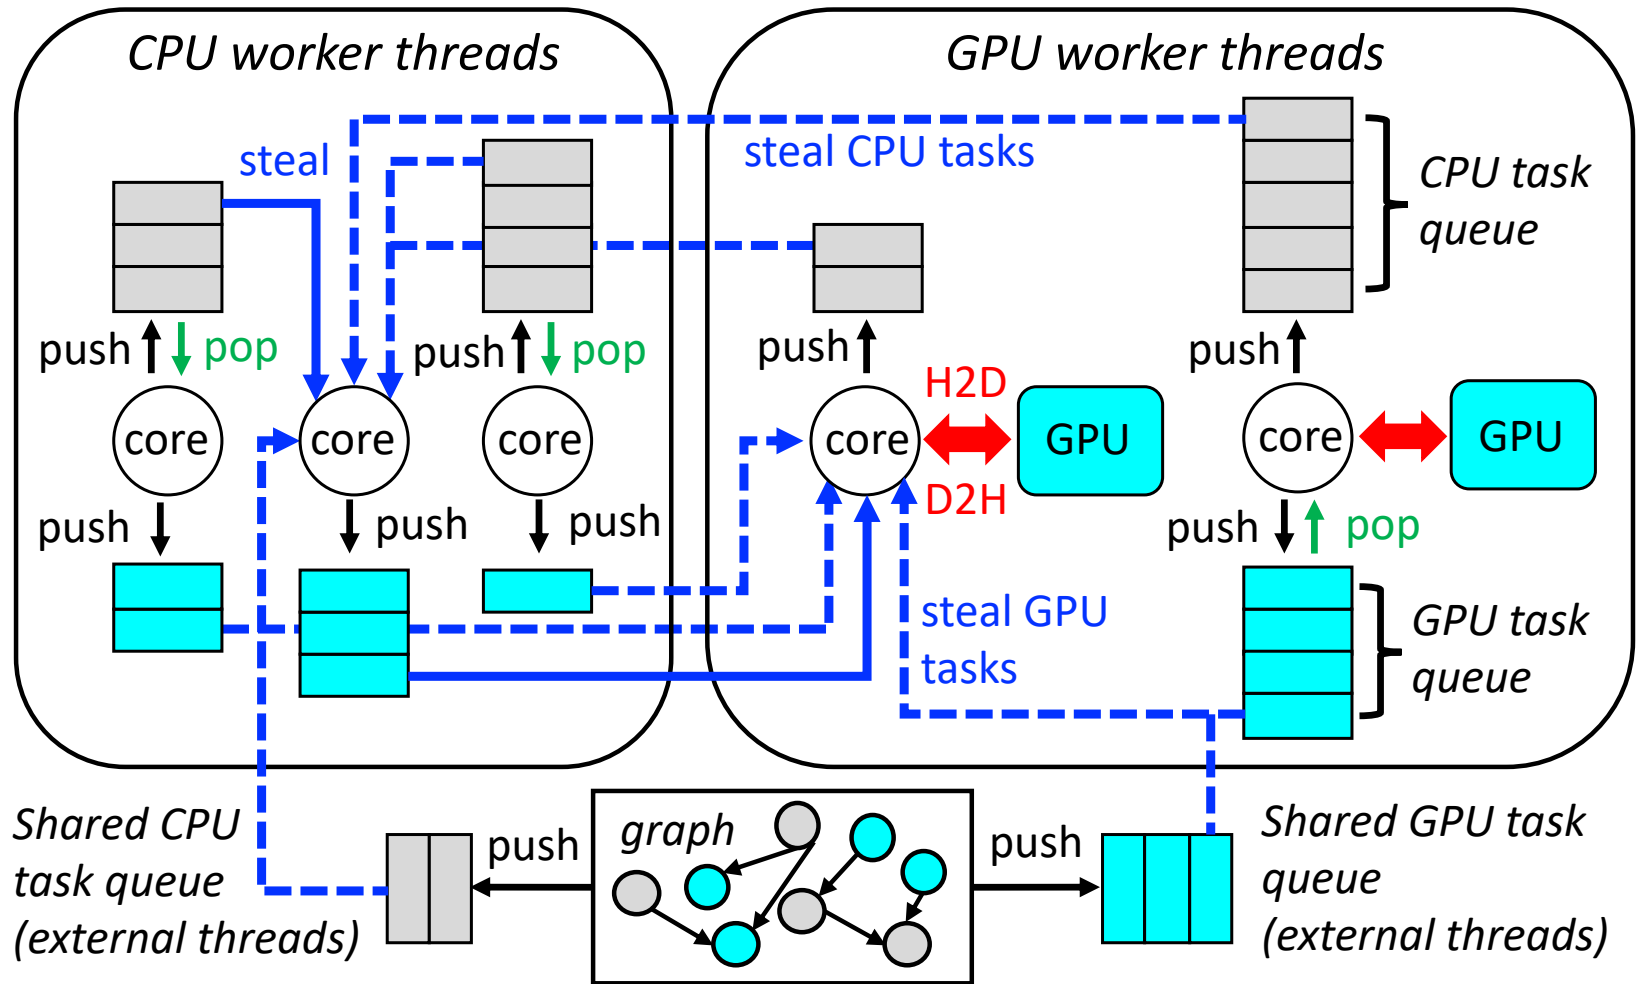 CPU worker threads
GPU worker threads
steal
steal CPU tasks
CPU task
queue
push
pop
push
pop
push
push
H2D
core
core
core
core
GPU
core
GPU
D2H
push
push
push
push
pop
steal GPU
tasks
GPU task
queue
Shared CPU
task queue
(external threads)
push
graph
push
Shared GPU task
queue
(external threads)